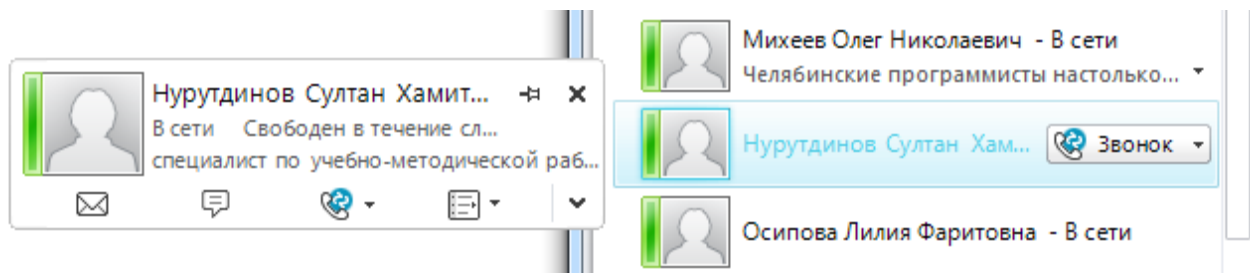 Нурутдинов Султан Хамит...
В сети Свободен в течение сл...
специалист по учебно-методической раб...
Михеев Олег Николаевич - В сети
Челябинские программисты настолько...
Нурутдинов Султан Хам... Звонок
Осипова Лилия Фаритовна - В сети